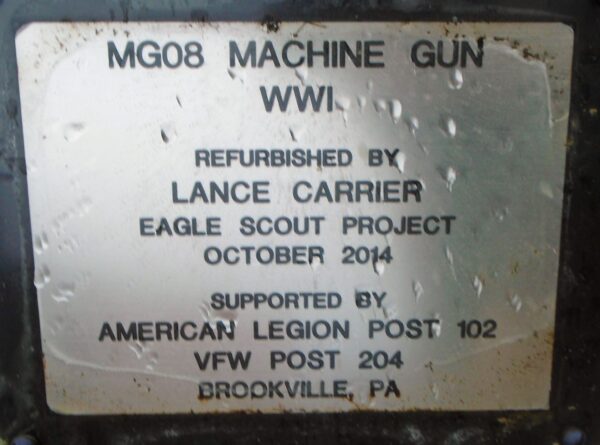 MG08 MACHINE GUN
WWI
REFURBISHED BY
LANCE CARRIER
EAGLE SCOUT PROJECT
OCTOBER 2014
SUPPORTED BY
AMERICAN LEGION POST 102
VFW POST 204
BROOKVILLE, PA